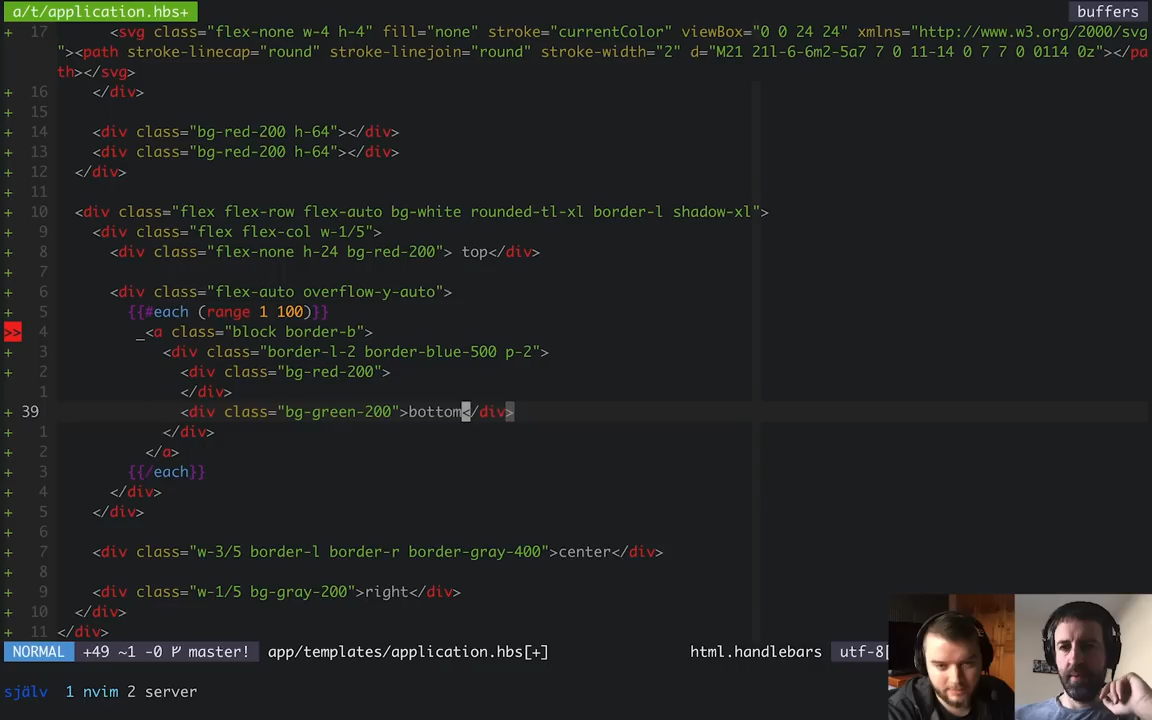 a/t/application.hbs+ buffers
+ 17 <svg class="flex-none w-4 h-4" fill="none" stroke="currentColor" viewBox="0 0 24 24" xmlns="http://www.w3.org/2000/svg
"><path stroke-linecap="round" stroke-linejoin="round" stroke-width="2" d="M21 21l-6-6m2-5a7 7 0 11-14 0 7 7 0 0114 0z"></pa
th></svg>
+ 16 </div>
+ 15
+ 14 <div class="bg-red-200 h-64"></div>
+ 13 <div class="bg-red-200 h-64"></div>
+ 12 </div>
+ 11
+ 10 <div class="flex flex-row flex-auto bg-white rounded-tl-xl border-l shadow-xl">
+ 9 <div class="flex flex-col w-1/5">
+ 8 <div class="flex-none h-24 bg-red-200"> top</div>
+ 7
+ 6 <div class="flex-auto overflow-y-auto">
+ 5 {{#each (range 1 100)}}
>> 4 _<a class="block border-b">
+ 3 <div class="border-l-2 border-blue-500 p-2">
+ 2 <div class="bg-red-200">
1 </div>
+ 39 <div class="bg-green-200">bottom</div>
+ 1 </div>
+ 2 </a>
+ 3 {{/each}}
+ 4 </div>
+ 5 </div>
+ 6
+ 7 <div class="w-3/5 border-l border-r border-gray-400">center</div>
+ 8
+ 9 <div class="w-1/5 bg-gray-200">right</div>
+ 10 </div>
+ 11 </div>
NORMAL +49 ~1 -0 master! app/templates/application.hbs[+] html.handlebars utf-8[
själv 1 nvim 2 server